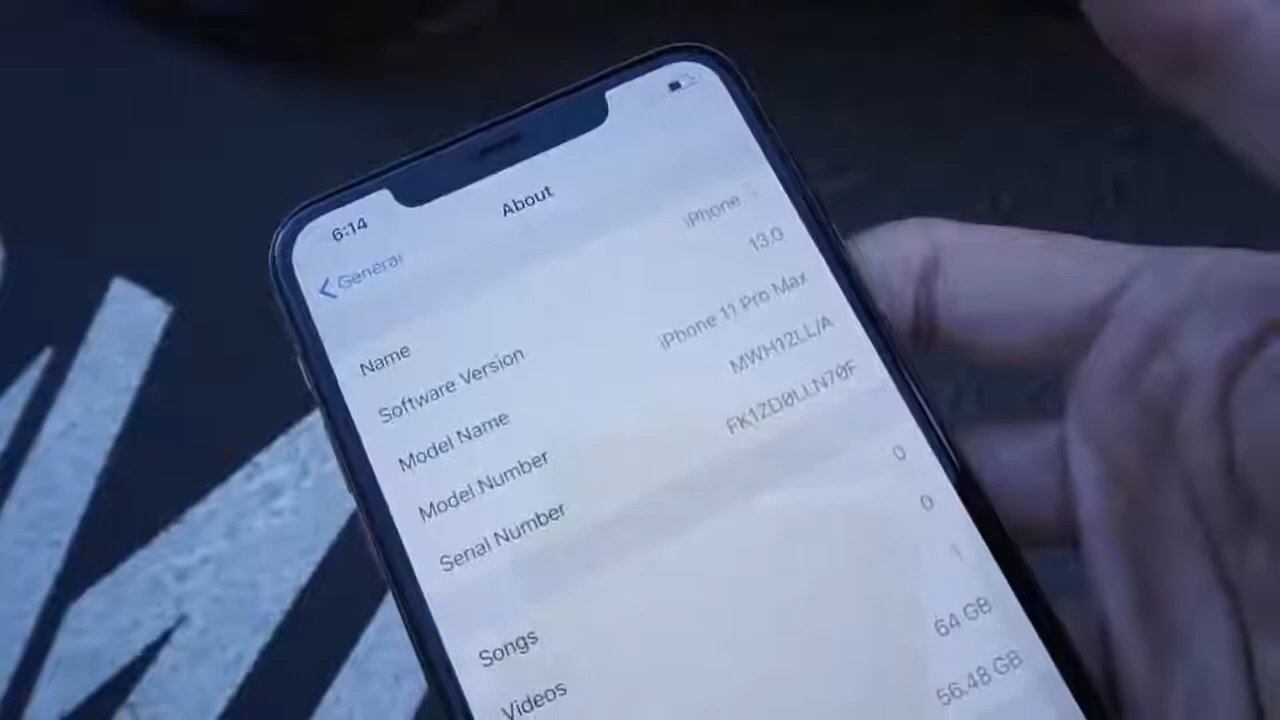 6:14
General
About
Name iPhone
Software Version 13.0
Model Name iPhone 11 Pro Max
Model Number MWH12LL/A
Serial Number FK1ZD0LLN70F
Songs 0
Videos 0
1
64 GB
56.48 GB